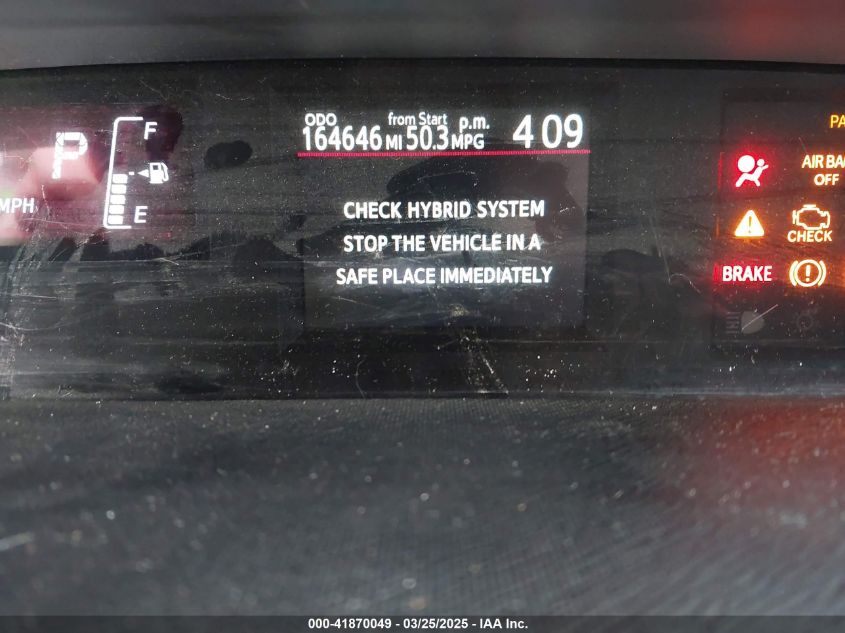 ODO from Start p.m.
164646 MI 50.3 MPG 4 09
P F
E
MPH
CHECK HYBRID SYSTEM
STOP THE VEHICLE IN A
SAFE PLACE IMMEDIATELY
AIR BAG
OFF
CHECK
BRAKE
000-41870049 - 03/25/2025 - IAA Inc.